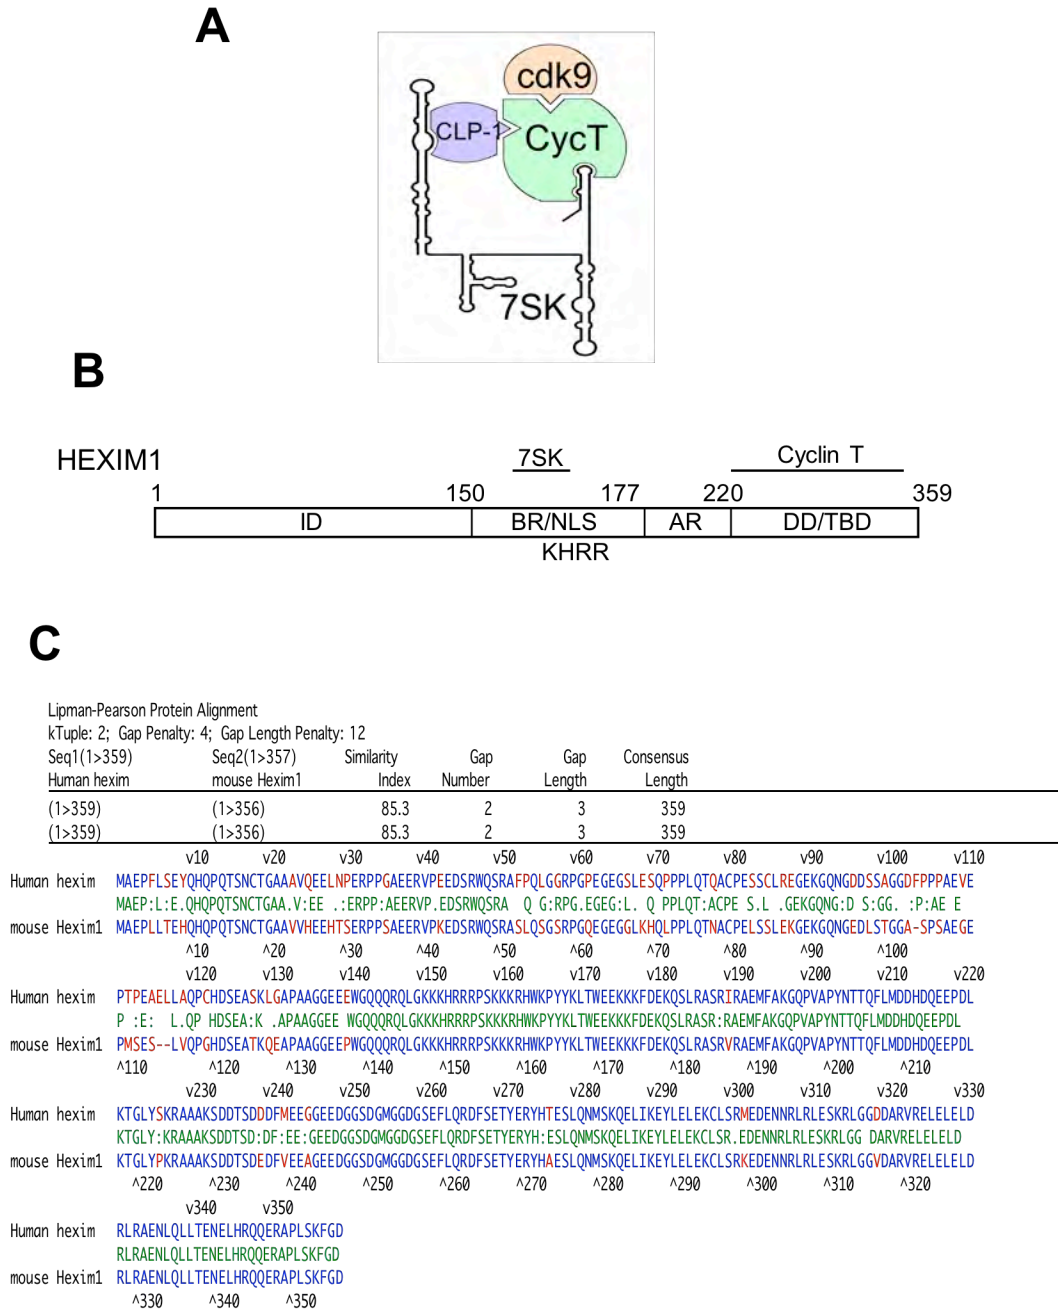 A
cdk9
CLP-1
CycT
7SK
B
HEXIM1
7SK
Cyclin T
1 150 177 220 359
ID BR/NLS AR DD/TBD
KHRR
C
Lipman-Pearson Protein Alignment
kTuple: 2; Gap Penalty: 4; Gap Length Penalty: 12
Seq1(1>359) Seq2(1>357) Similarity Gap Gap Consensus
Human hexim mouse Hexim1 Index Number Length Length
(1>359) (1>356) 85.3 2 3 359
(1>359) (1>356) 85.3 2 3 359
v10 v20 v30 v40 v50 v60 v70 v80 v90 v100 v110
Human hexim MAEPFLSEYQHQPQTSNCTGAAAVQEELNPERPPGAEERVPEEDSRWQSRAFPQLGGRPGPEGEGSLESQPPPLQTQACPESSCLREGEKGQNGDDSSAGGDFPPPAEVE
MAEP:L:E.QHQPQTSNCTGAA.V:EE .:ERPP:AEERVP.EDSRWQSRA Q G:RPG.EGEG:L. Q PPLQT:ACPE S.L .GEKGQNG:D S:GG. :P:AE E
mouse Hexim1 MAEPLLTEHQHQPQTSNCTGAAVVHEEHTSERPPSAEERVPKEDSRWQSRASLQSGSRPGQEGEGGLKHQLPPLQTNACPELSSLEKGEKGQNGEDLSTGGA-SPSAEGE
^10 ^20 ^30 ^40 ^50 ^60 ^70 ^80 ^90 ^100
v120 v130 v140 v150 v160 v170 v180 v190 v200 v210 v220
Human hexim PTPEAELLAQPCHDSEASKLGAPAAGGEEEWGQQQRQLGKKKHRRRPSKKKRHWKPYYKLTWEEKKKFDEKQSLRASRIRAEMFAKGQPVAPYNTTQFLMDDHDQEEPDL
P :E: L.QP HDSEA:K .APAAGGEE WGQQQRQLGKKKHRRRPSKKKRHWKPYYKLTWEEKKKFDEKQSLRASR:RAEMFAKGQPVAPYNTTQFLMDDHDQEEPDL
mouse Hexim1 PMSES--LVQPGHDSEATKQEAPAAGGEEPWGQQQRQLGKKKHRRRPSKKKRHWKPYYKLTWEEKKKFDEKQSLRASRVRAEMFAKGQPVAPYNTTQFLMDDHDQEEPDL
^110 ^120 ^130 ^140 ^150 ^160 ^170 ^180 ^190 ^200 ^210
v230 v240 v250 v260 v270 v280 v290 v300 v310 v320 v330
Human hexim KTGLYSKRAAAKSDDTSDDDFMEEGGEEDGGSDGMGGDGSEFLQRDFSETYERYHTESLQNMSKQELIKEYLELEKCLSRMEDENNRLRLESKRLGGDDARVRELELELD
KTGLY:KRAAAKSDDTSD:DF:EE:GEEDGGSDGMGGDGSEFLQRDFSETYERYH:ESLQNMSKQELIKEYLELEKCLSR.EDENNRLRLESKRLGG DARVRELELELD
mouse Hexim1 KTGLYPKRAAAKSDDTSDEDFVEEAGEEDGGSDGMGGDGSEFLQRDFSETYERYHAESLQNMSKQELIKEYLELEKCLSRKEDENNRLRLESKRLGGVDARVRELELELD
^220 ^230 ^240 ^250 ^260 ^270 ^280 ^290 ^300 ^310 ^320
v340 v350
Human hexim RLRAENLQLLTENELHRQQERAPLSKFGD
RLRAENLQLLTENELHRQQERAPLSKFGD
mouse Hexim1 RLRAENLQLLTENELHRQQERAPLSKFGD
^330 ^340 ^350